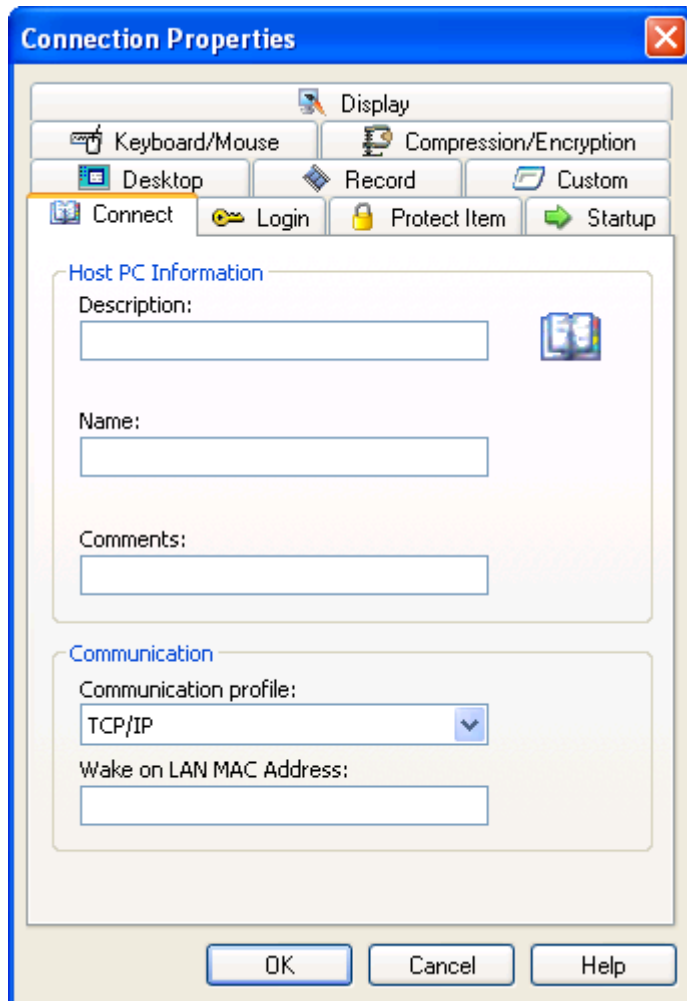 Connection Properties
Display
Keyboard/Mouse Compression/Encryption
Desktop Record Custom
Connect Login Protect Item Startup
Host PC Information
Description:
Name:
Comments:
Communication
Communication profile:
TCP/IP
Wake on LAN MAC Address:
OK Cancel Help